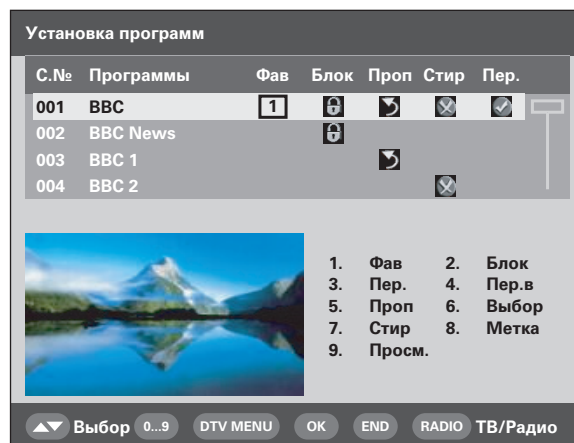 Установка программ
С.№ Программы Фав Блок Проп Стир Пер.
001 BBC 1
002 BBC News
003 BBC 1
004 BBC 2
1. Фав 2. Блок
3. Пер. 4. Пер.в
5. Проп 6. Выбор
7. Стир 8. Метка
9. Просм.
Выбор 0...9 DTV MENU OK END RADIO ТВ/Радио